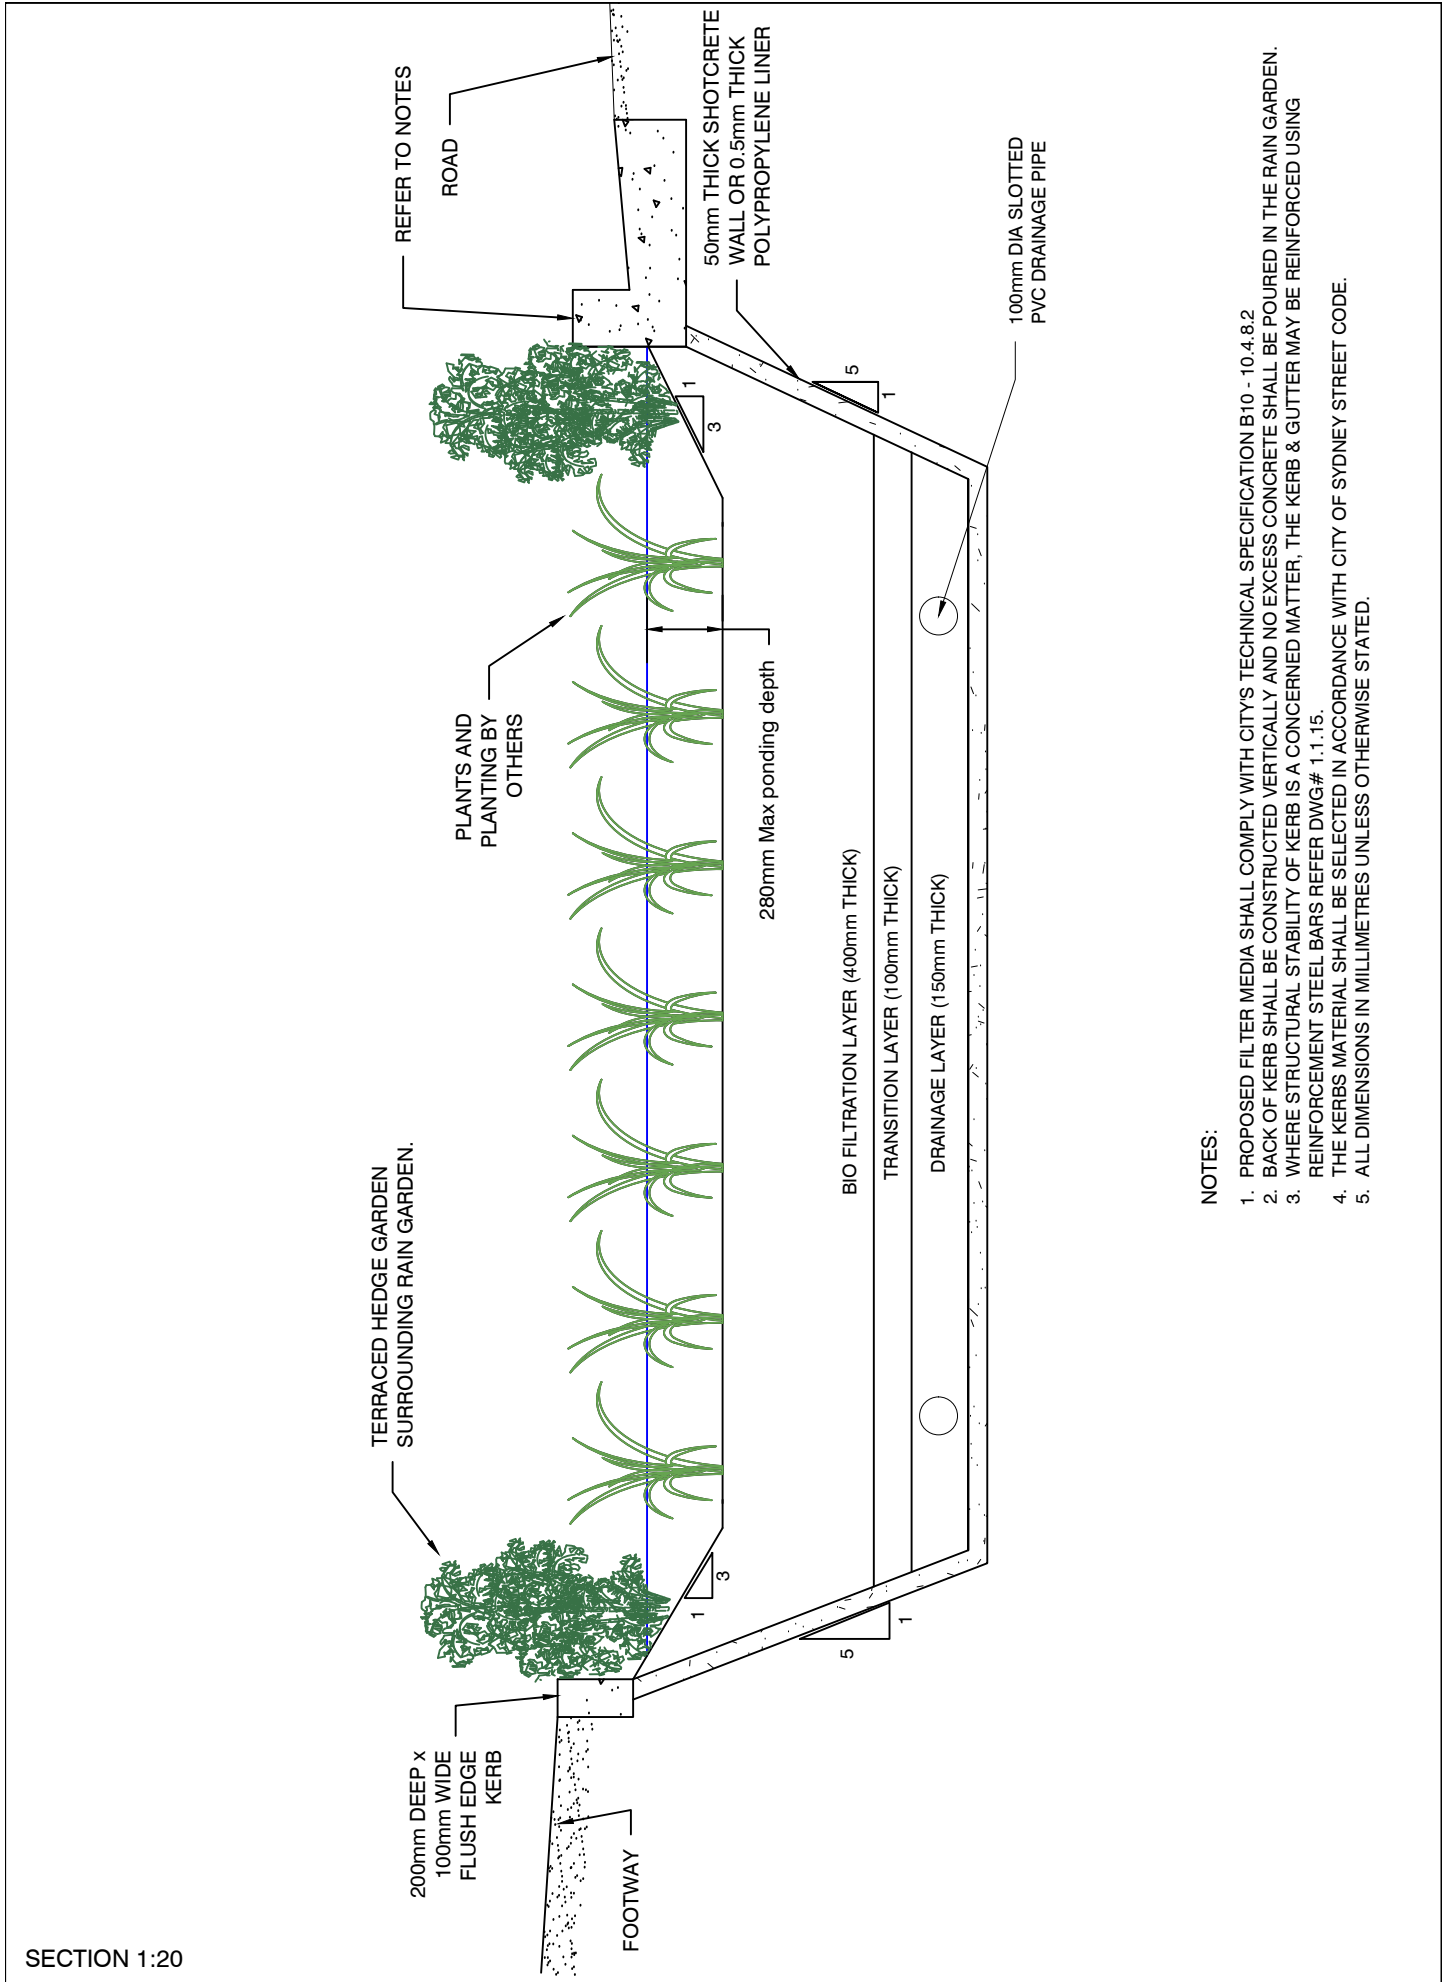 REFER TO NOTES
ROAD
50mm THICK SHOTCRETE
WALL OR 0.5mm THICK
POLYPROPYLENE LINER
100mm DIA SLOTTED
PVC DRAINAGE PIPE
5
1
1
3
PLANTS AND
PLANTING BY
OTHERS
280mm Max ponding depth
BIO FILTRATION LAYER (400mm THICK)
TRANSITION LAYER (100mm THICK)
DRAINAGE LAYER (150mm THICK)
TERRACED HEDGE GARDEN
SURROUNDING RAIN GARDEN.
1
3
5
1
200mm DEEP x
100mm WIDE
FLUSH EDGE
KERB
FOOTWAY
NOTES:
1. PROPOSED FILTER MEDIA SHALL COMPLY WITH CITY'S TECHNICAL SPECIFICATION B10 - 10.4.8.2
2. BACK OF KERB SHALL BE CONSTRUCTED VERTICALLY AND NO EXCESS CONCRETE SHALL BE POURED IN THE RAIN GARDEN.
3. WHERE STRUCTURAL STABILITY OF KERB IS A CONCERNED MATTER, THE KERB & GUTTER MAY BE REINFORCED USING
REINFORCEMENT STEEL BARS REFER DWG# 1.1.15.
4. THE KERBS MATERIAL SHALL BE SELECTED IN ACCORDANCE WITH CITY OF SYDNEY STREET CODE.
5. ALL DIMENSIONS IN MILLIMETRES UNLESS OTHERWISE STATED.
SECTION 1:20